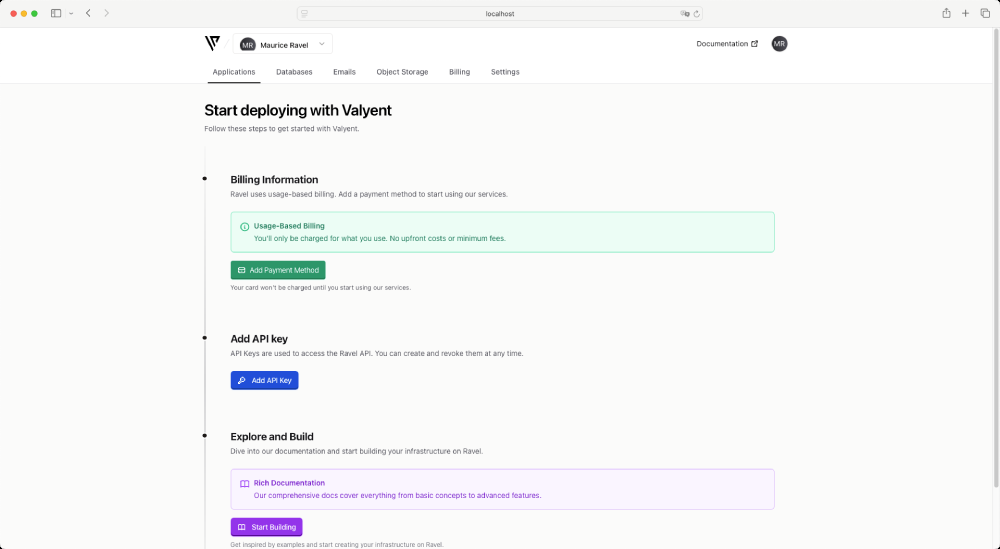 localhost
MR
Maurice Ravel
Documentation
MR
Applications
Databases
Emails
Object Storage
Billing
Settings
Start deploying with Valyent
Follow these steps to get started with Valyent.
Billing Information
Ravel uses usage-based billing. Add a payment method to start using our services.
Usage-Based Billing
You'll only be charged for what you use. No upfront costs or minimum fees.
Add Payment Method
Your card won't be charged until you start using our services.
Add API key
API Keys are used to access the Ravel API. You can create and revoke them at any time.
Add API Key
Explore and Build
Dive into our documentation and start building your infrastructure on Ravel.
Rich Documentation
Our comprehensive docs cover everything from basic concepts to advanced features.
Start Building
Get inspired by examples and start creating your infrastructure on Ravel.